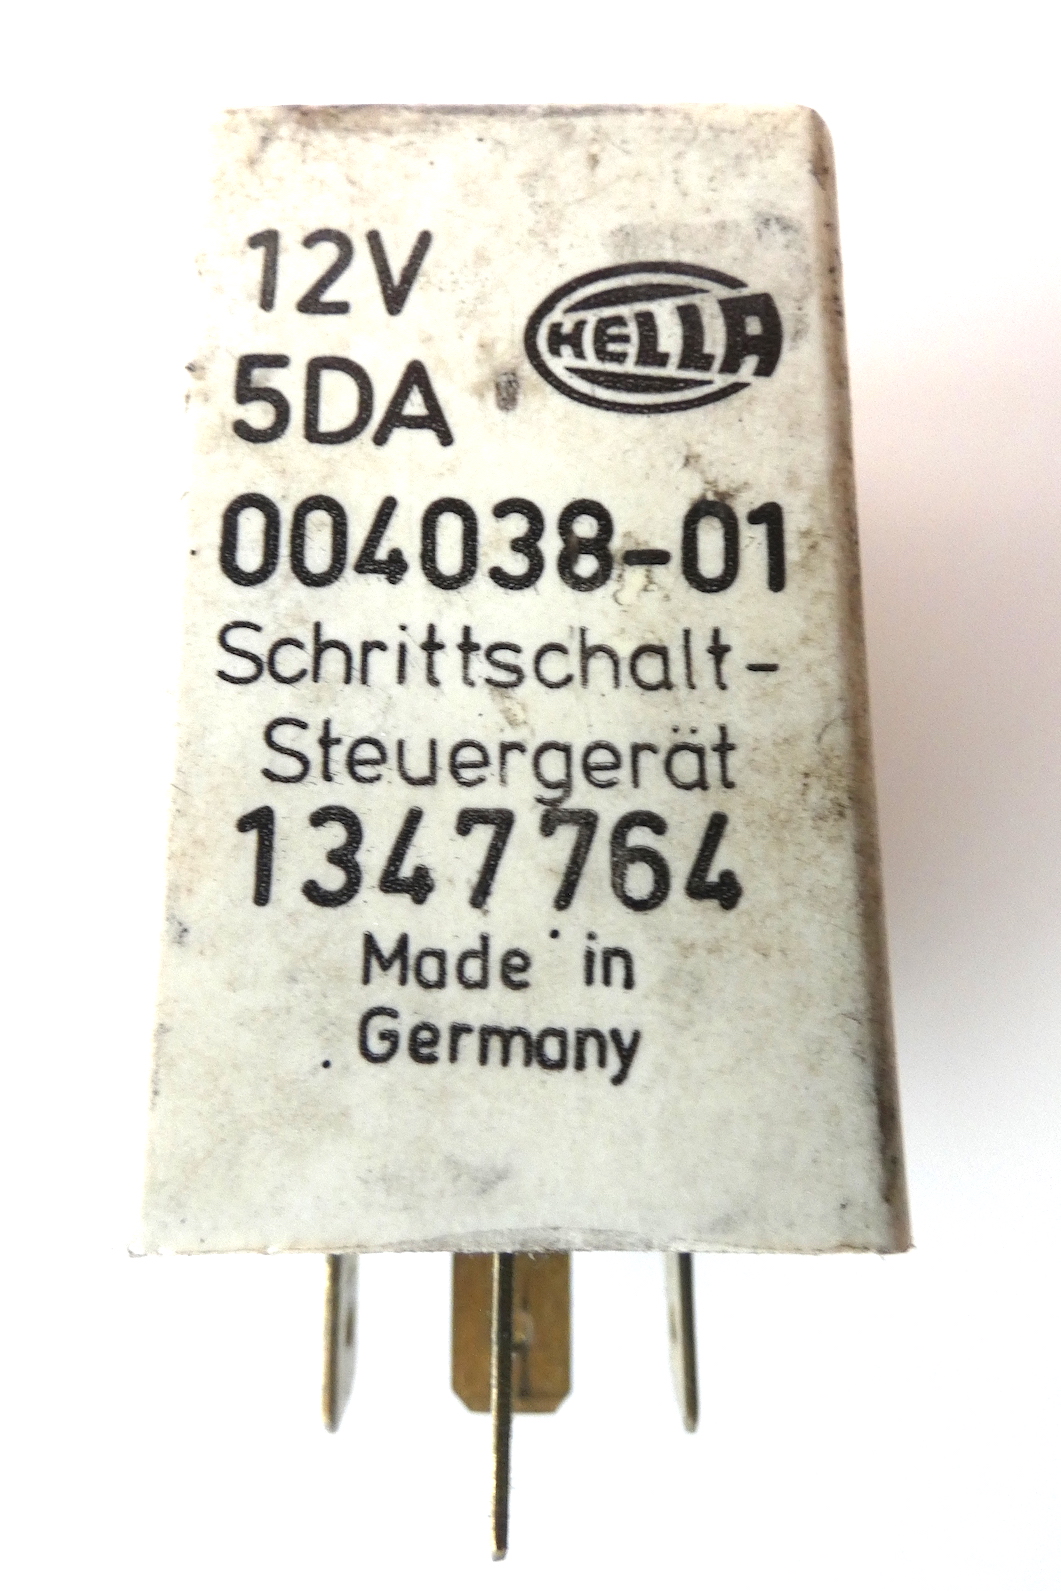 12V
HELLA
5DA
004038-01
Schrittschalt-
Steuergerät
1347764
Made in
Germany